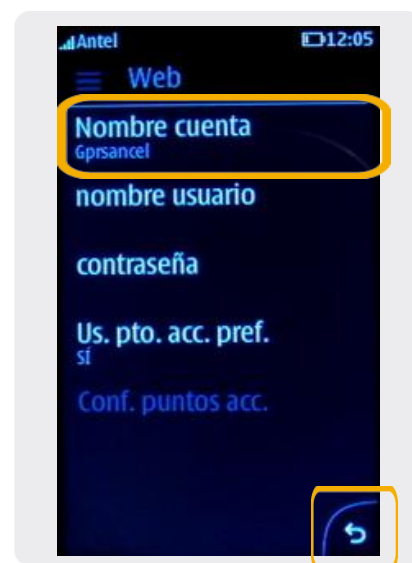 Antel 12:05
Web
Nombre cuenta
Gprsancel
nombre usuario
contraseña
Us. pto. acc. pref.
sí
Conf. puntos acc.